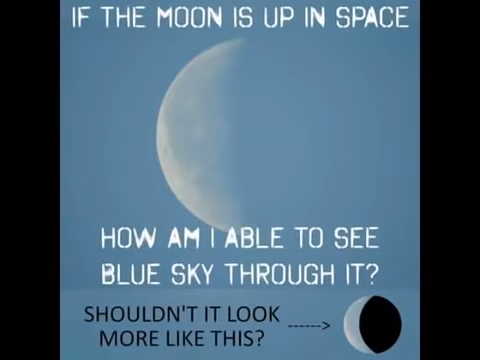 IF THE MOON IS UP IN SPACE
HOW AM I ABLE TO SEE
BLUE SKY THROUGH IT?
SHOULDN'T IT LOOK
MORE LIKE THIS? ------>